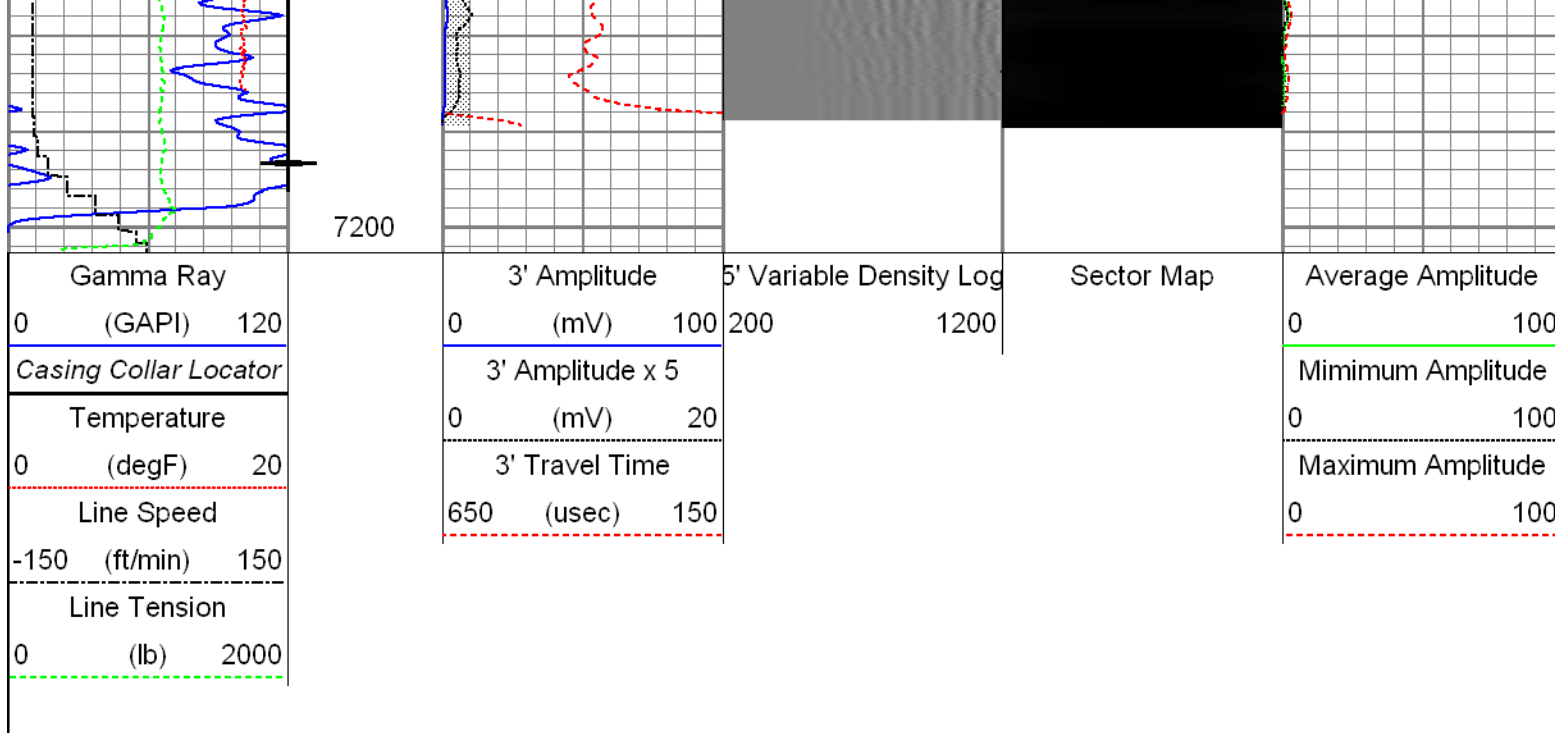 7200
Gamma Ray
0 (GAPI) 120
Casing Collar Locator
Temperature
0 (degF) 20
Line Speed
-150 (ft/min) 150
Line Tension
0 (lb) 2000
3' Amplitude
0 (mV) 100
3' Amplitude x 5
0 (mV) 20
3' Travel Time
650 (usec) 150
5' Variable Density Log
200 1200
Sector Map
Average Amplitude
0 100
Mimimum Amplitude
0 100
Maximum Amplitude
0 100